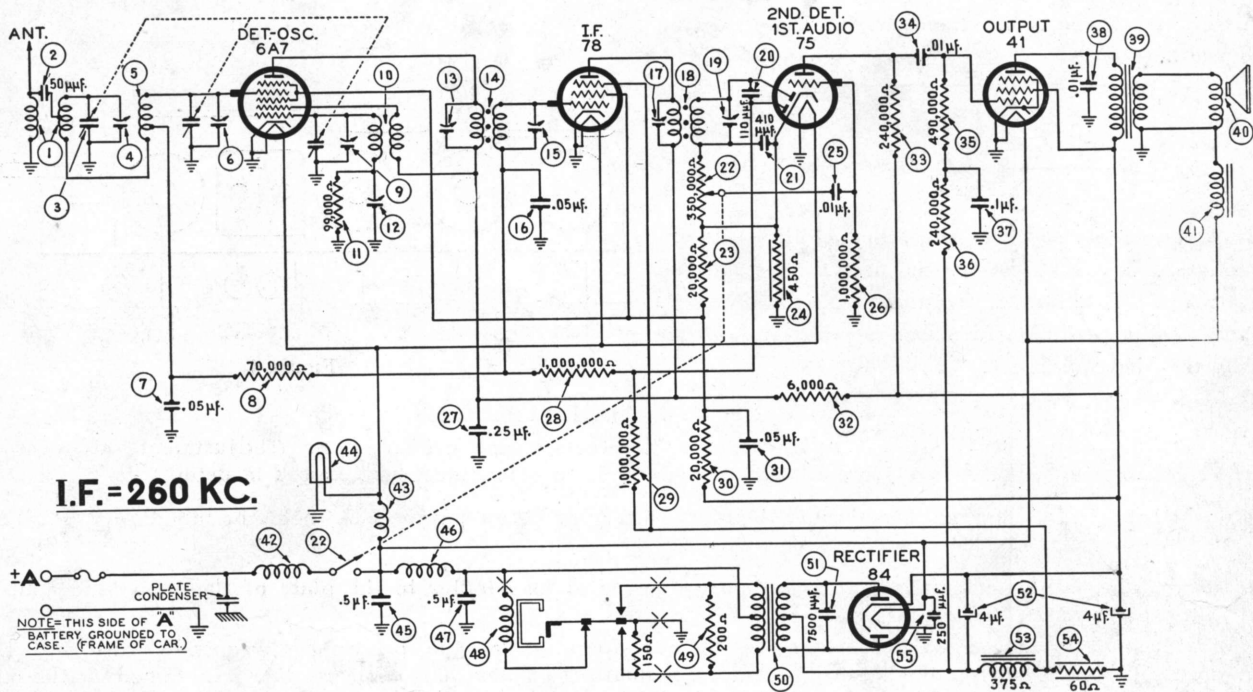 ANT.
2
50μμf.
5
DET.-OSC.
6A7
10
13
14
I.F.
78
17
18
19
20
2ND. DET.
1ST. AUDIO
75
34
.01μf.
OUTPUT
41
38
39
.01μf.
40
1
3
4
6
9
12
99,000
11
15
16
.05μf.
110μμf.
410
μμf.
21
22
350,000
25
.01μf.
240,000Ω
33
490,000Ω
35
.1μf.
37
240,000Ω
36
41
20,000Ω
23
450Ω
24
1,000,000Ω
26
7
.05μf.
70,000Ω
8
1,000,000Ω
28
6,000Ω
32
27
.25μf.
1,000,000Ω
29
20,000Ω
30
.05μf.
31
44
43
I.F. = 260 KC.
42
22
46
±A
PLATE
CONDENSER
NOTE= THIS SIDE OF "A"
BATTERY GROUNDED TO
CASE. (FRAME OF CAR.)
.5μf.
45
.5μf.
47
48
150Ω
49
200Ω
50
51
7500μμf.
RECTIFIER
84
55
250μμf.
52
4μf.
4μf.
53
375Ω
54
60Ω